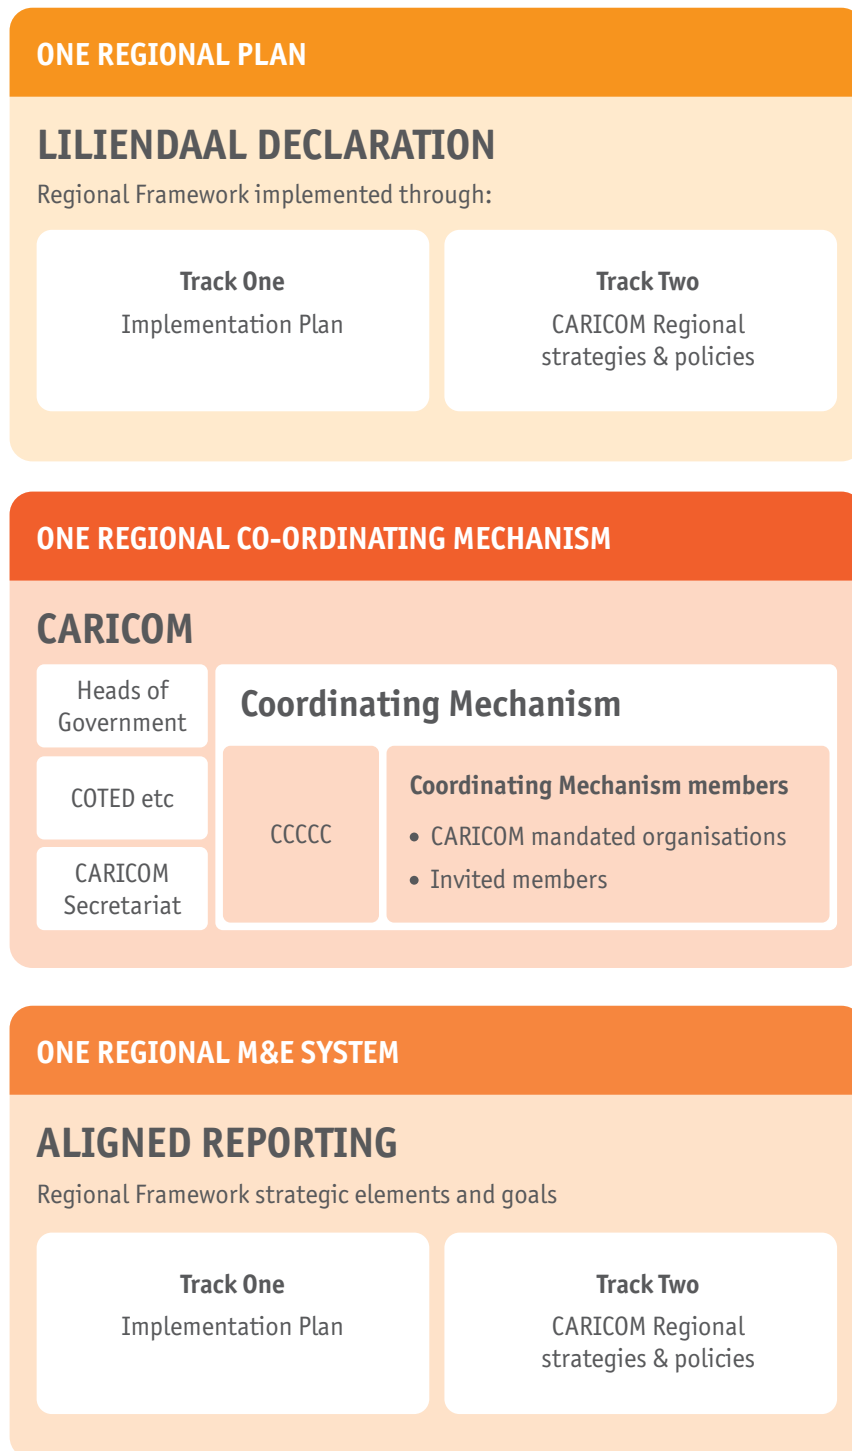 ONE REGIONAL PLAN
LILIENDAAL DECLARATION
Regional Framework implemented through:
Track One
Implementation Plan
Track Two
CARICOM Regional
strategies & policies
ONE REGIONAL CO-ORDINATING MECHANISM
CARICOM
Heads of
Government
COTED etc
CARICOM
Secretariat
Coordinating Mechanism
CCCCC
Coordinating Mechanism members
• CARICOM mandated organisations
• Invited members
ONE REGIONAL M&E SYSTEM
ALIGNED REPORTING
Regional Framework strategic elements and goals
Track One
Implementation Plan
Track Two
CARICOM Regional
strategies & policies